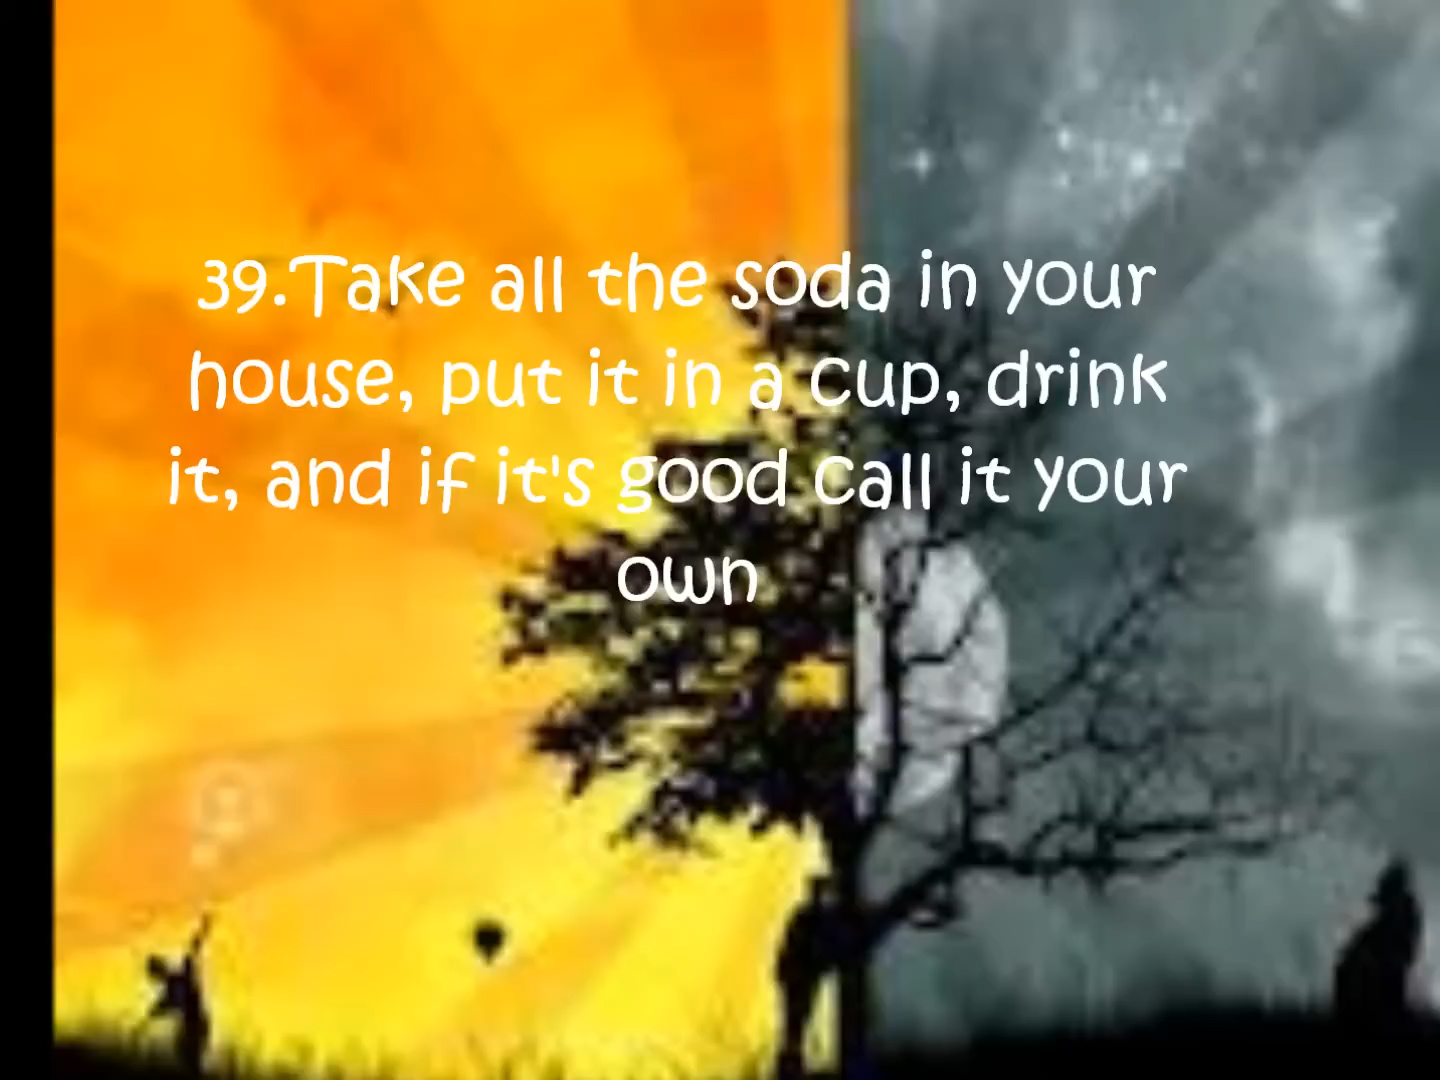 39.Take all the soda in your
house, put it in a cup, drink
it, and if it's good call it your
own